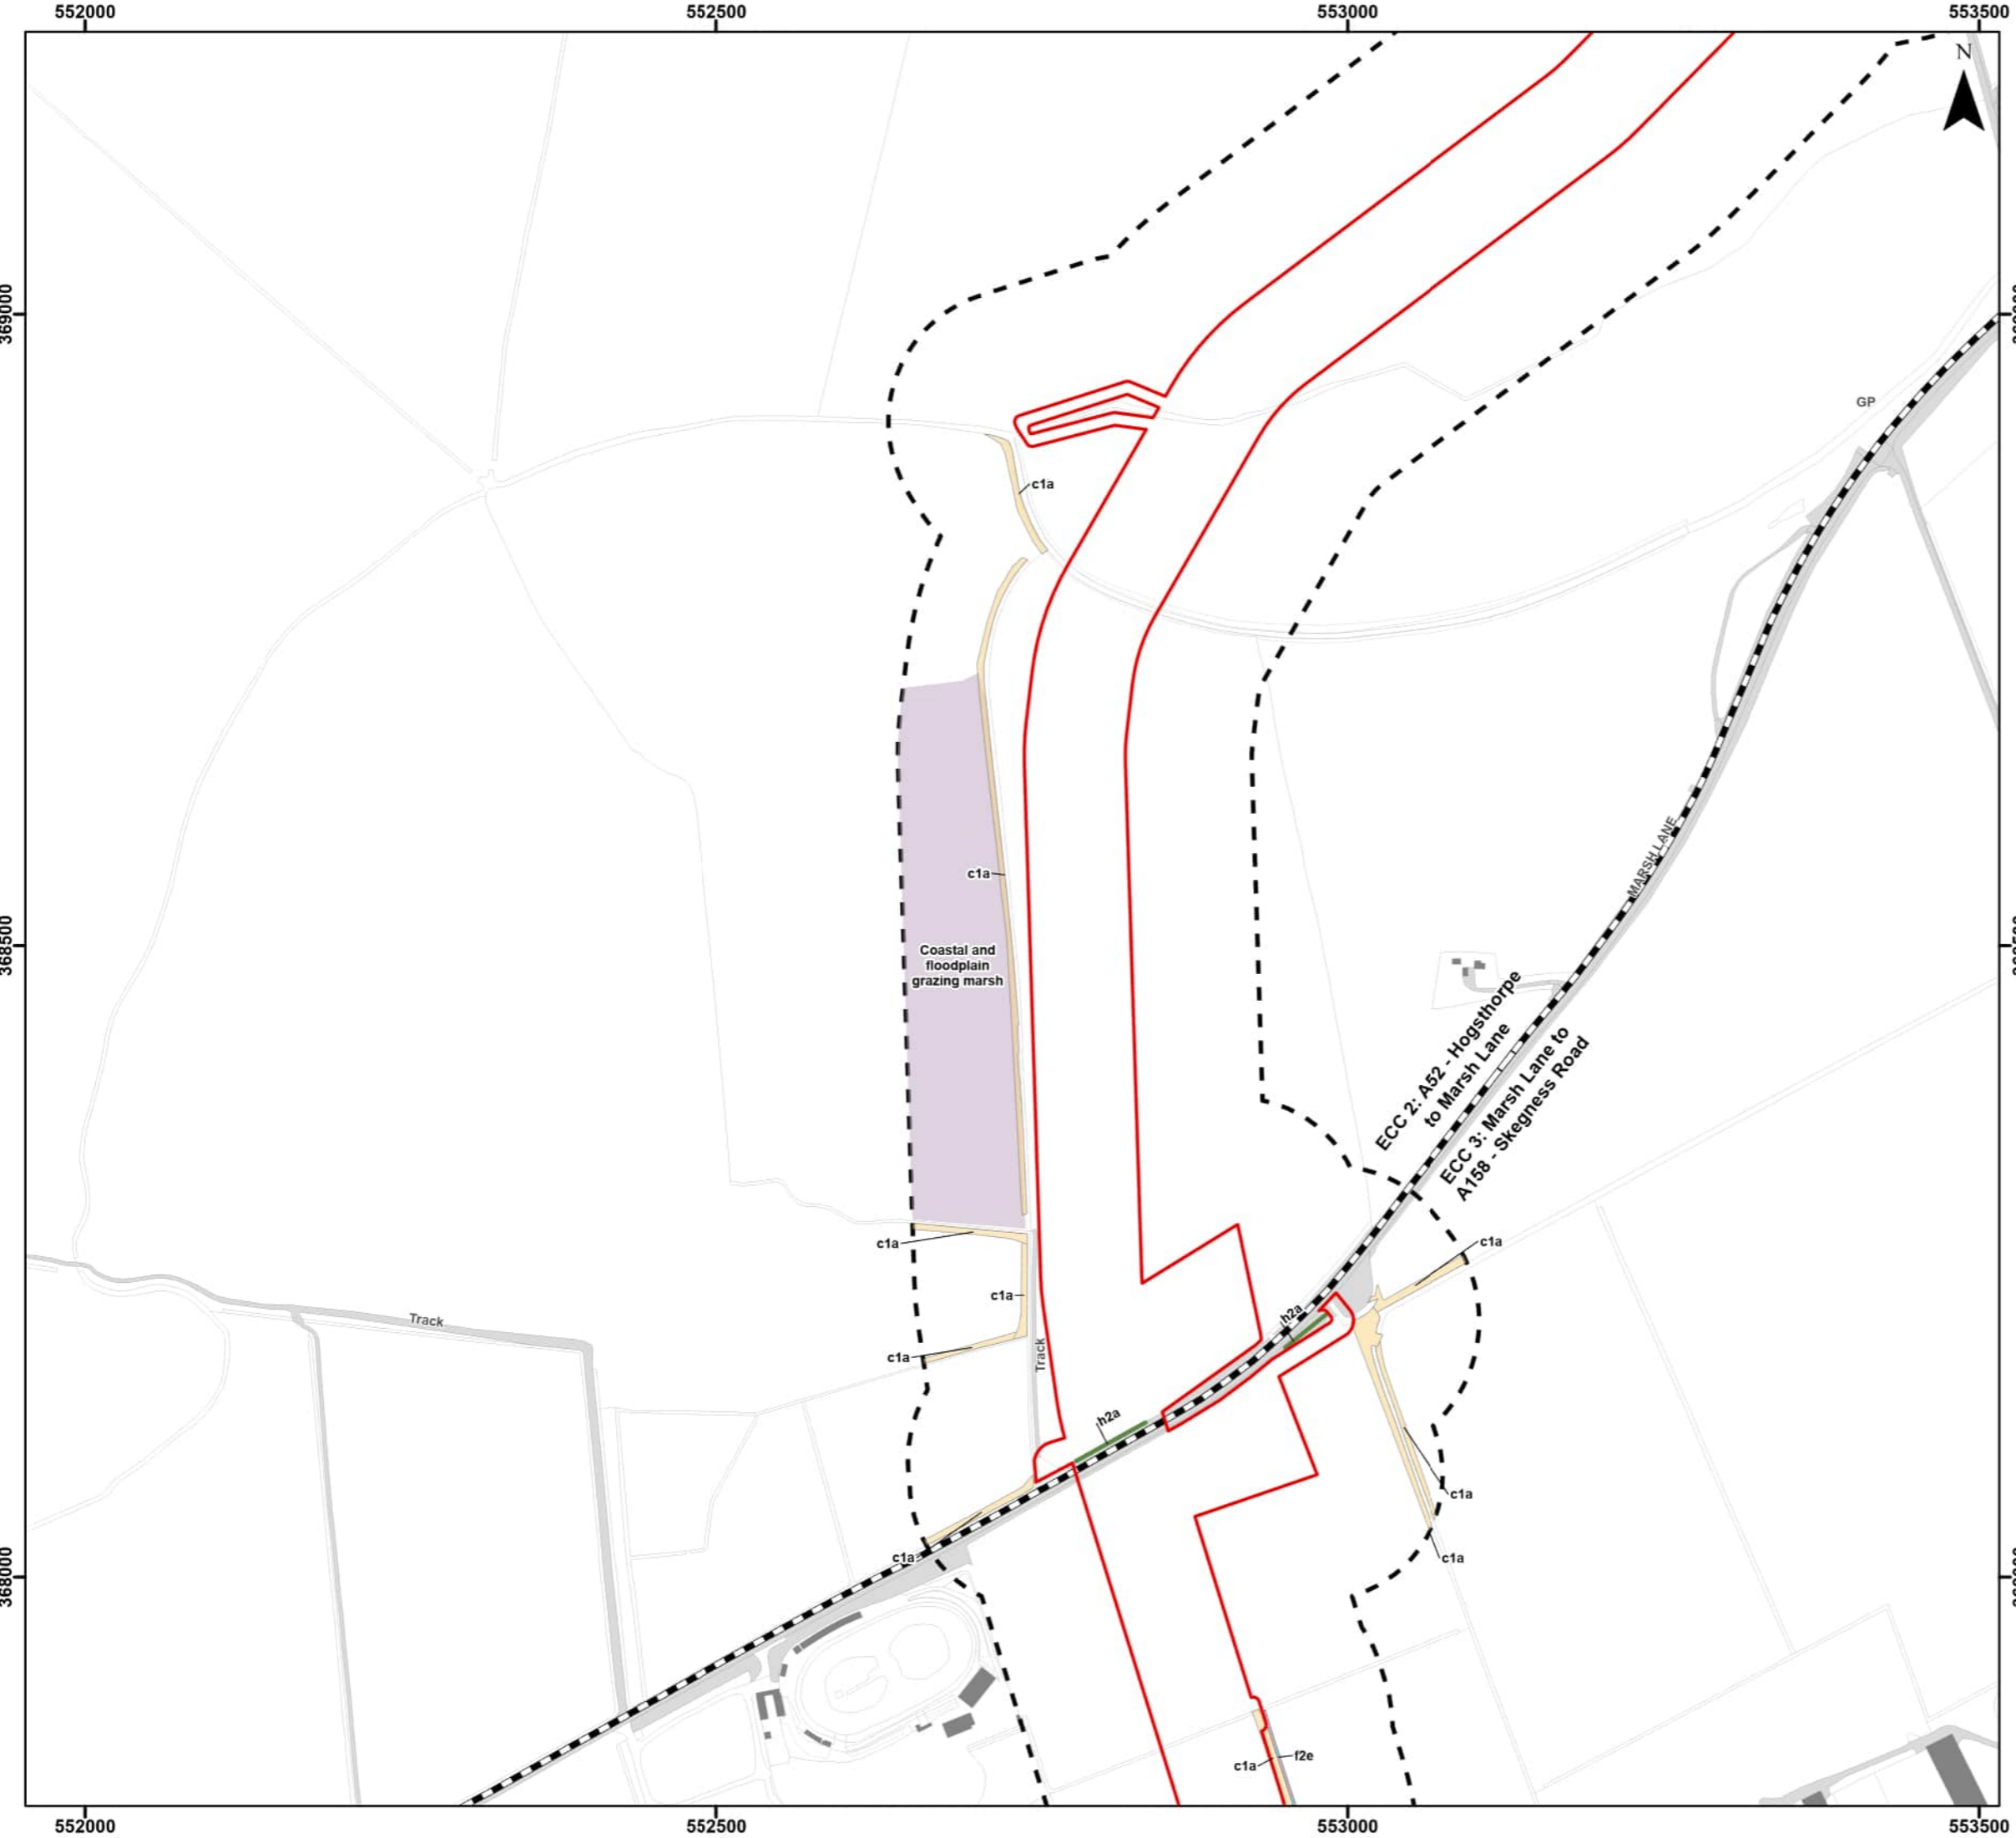 552000
552500
553000
553500
N
369000
GP
c1a
MARSH LANE
c1a
368500
Coastal and
floodplain
grazing marsh
ECC 2: A52 - Hogsthorpe
to Marsh Lane
ECC 3: Marsh Lane to
A158 - Skegness Road
c1a
c1a
c1a
h2a
Track
Track
c1a
h2a
c1a
c1a
c1a
368000
f2e
c1a
552000
552500
553000
553500